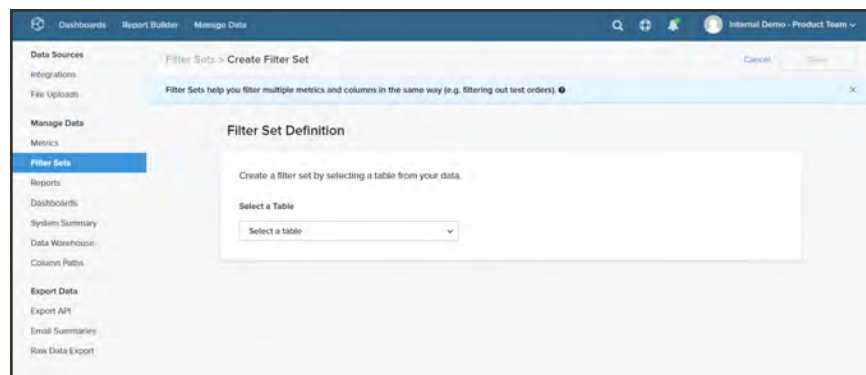 Dashboards Report Builder Manage Data Internal Demo - Product Team
Data Sources
Integrations
File Uploads
Manage Data
Metrics
Filter Sets
Reports
Dashboards
System Summary
Data Warehouse
Column Paths
Export Data
Export API
Email Summaries
Raw Data Export
Filter Sets > Create Filter Set
Cancel Save
Filter Sets help you filter multiple metrics and columns in the same way (e.g. filtering out test orders).
Filter Set Definition
Create a filter set by selecting a table from your data.
Select a Table
Select a table